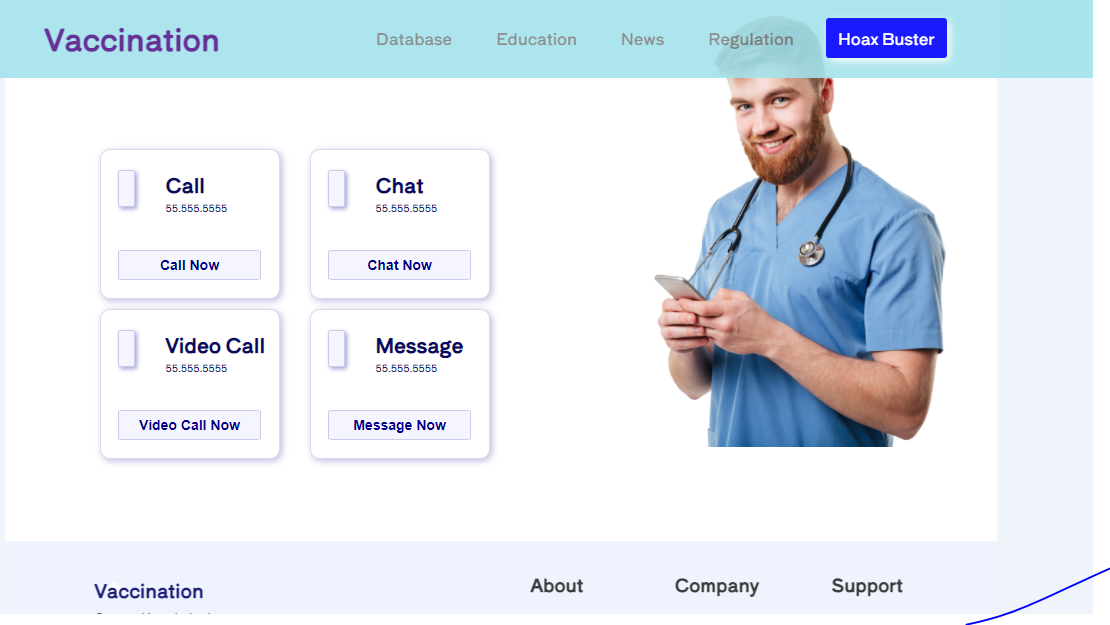 Vaccination
Database Education News Regulation Hoax Buster
Call
55.555.5555
Call Now
Chat
55.555.5555
Chat Now
Video Call
55.555.5555
Video Call Now
Message
55.555.5555
Message Now
Vaccination
About Company Support